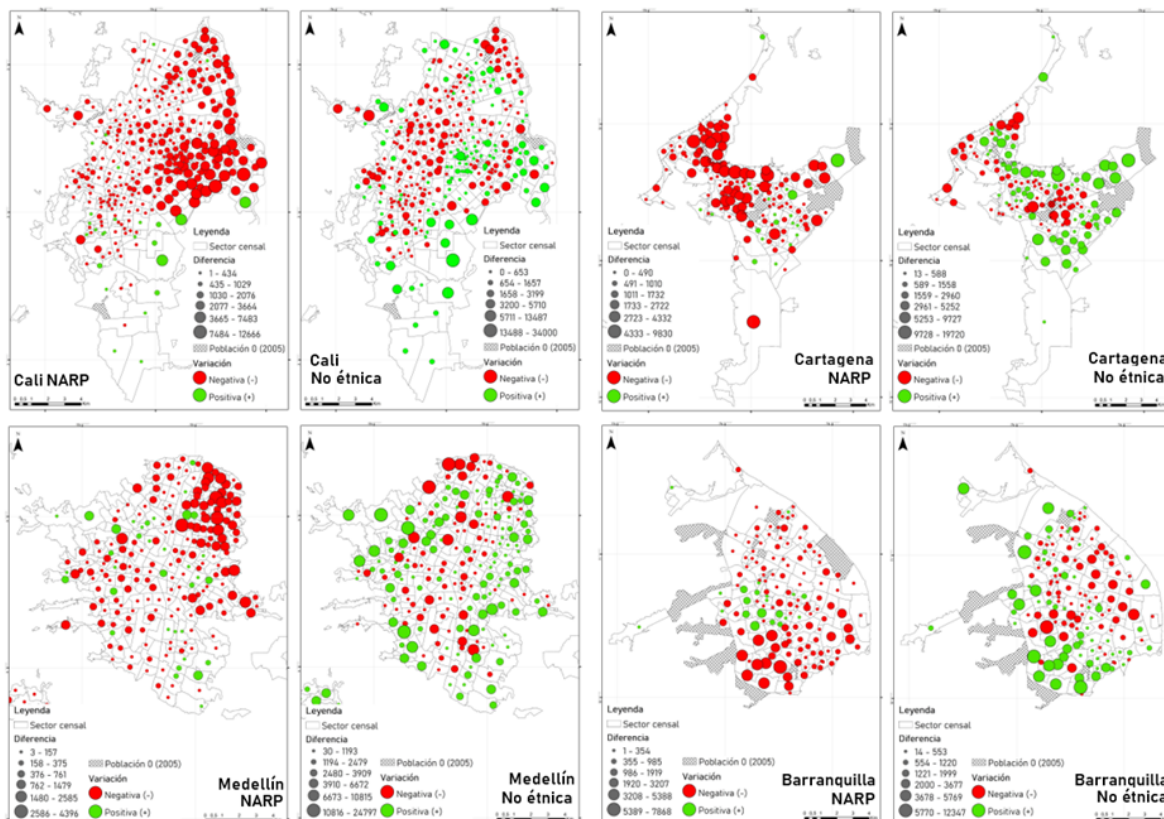 N
Leyenda
Sector censal
Diferencia
1 - 434
435 - 1029
1030 - 2076
2077 - 3664
3665 - 7483
7484 - 12666
Población 0 (2005)
Variación
Negativa (-)
Positiva (+)
Cali NARP
N
Leyenda
Sector censal
Diferencia
0 - 653
654 - 1657
1658 - 3199
3200 - 5710
5711 - 13487
13488 - 34000
Población 0 (2005)
Variación
Negativa (-)
Positiva (+)
Cali
No étnica
N
Leyenda
Sector censal
Diferencia
0 - 490
491 - 1010
1011 - 1732
1733 - 2722
2723 - 4332
4333 - 9830
Población 0 (2005)
Variación
Negativa (-)
Positiva (+)
Cartagena
NARP
N
Leyenda
Sector censal
Diferencia
13 - 588
589 - 1558
1559 - 2960
2961 - 5252
5253 - 9727
9728 - 19720
Población 0 (2005)
Variación
Negativa (-)
Positiva (+)
Cartagena
No étnica
N
Leyenda
Sector censal
Diferencia
3 - 157
158 - 375
376 - 761
762 - 1479
1480 - 2585
2586 - 4396
Población 0 (2005)
Variación
Negativa (-)
Positiva (+)
Medellín
NARP
N
Leyenda
Sector censal
Diferencia
30 - 1193
1194 - 2479
2480 - 3909
3910 - 6672
6673 - 10815
10816 - 24797
Población 0 (2005)
Variación
Negativa (-)
Positiva (+)
Medellín
No étnica
N
Leyenda
Sector censal
Diferencia
1 - 354
355 - 985
986 - 1919
1920 - 3207
3208 - 5388
5389 - 7868
Población 0 (2005)
Variación
Negativa (-)
Positiva (+)
Barranquilla
NARP
N
Leyenda
Sector censal
Diferencia
14 - 553
554 - 1220
1221 - 1999
2000 - 3677
3678 - 5769
5770 - 12347
Población 0 (2005)
Variación
Negativa (-)
Positiva (+)
Barranquilla
No étnica